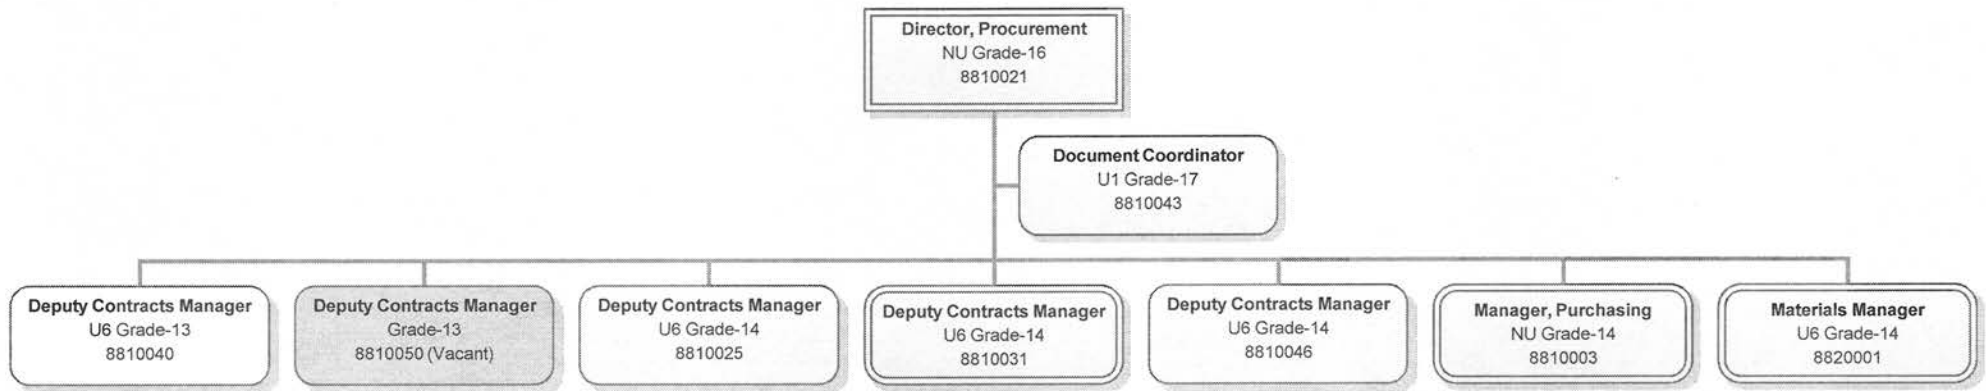 Director, Procurement
NU Grade-16
8810021
Document Coordinator
U1 Grade-17
8810043
Deputy Contracts Manager
U6 Grade-13
8810040
Deputy Contracts Manager
Grade-13
8810050 (Vacant)
Deputy Contracts Manager
U6 Grade-14
8810025
Deputy Contracts Manager
U6 Grade-14
8810031
Deputy Contracts Manager
U6 Grade-14
8810046
Manager, Purchasing
NU Grade-14
8810003
Materials Manager
U6 Grade-14
8820001